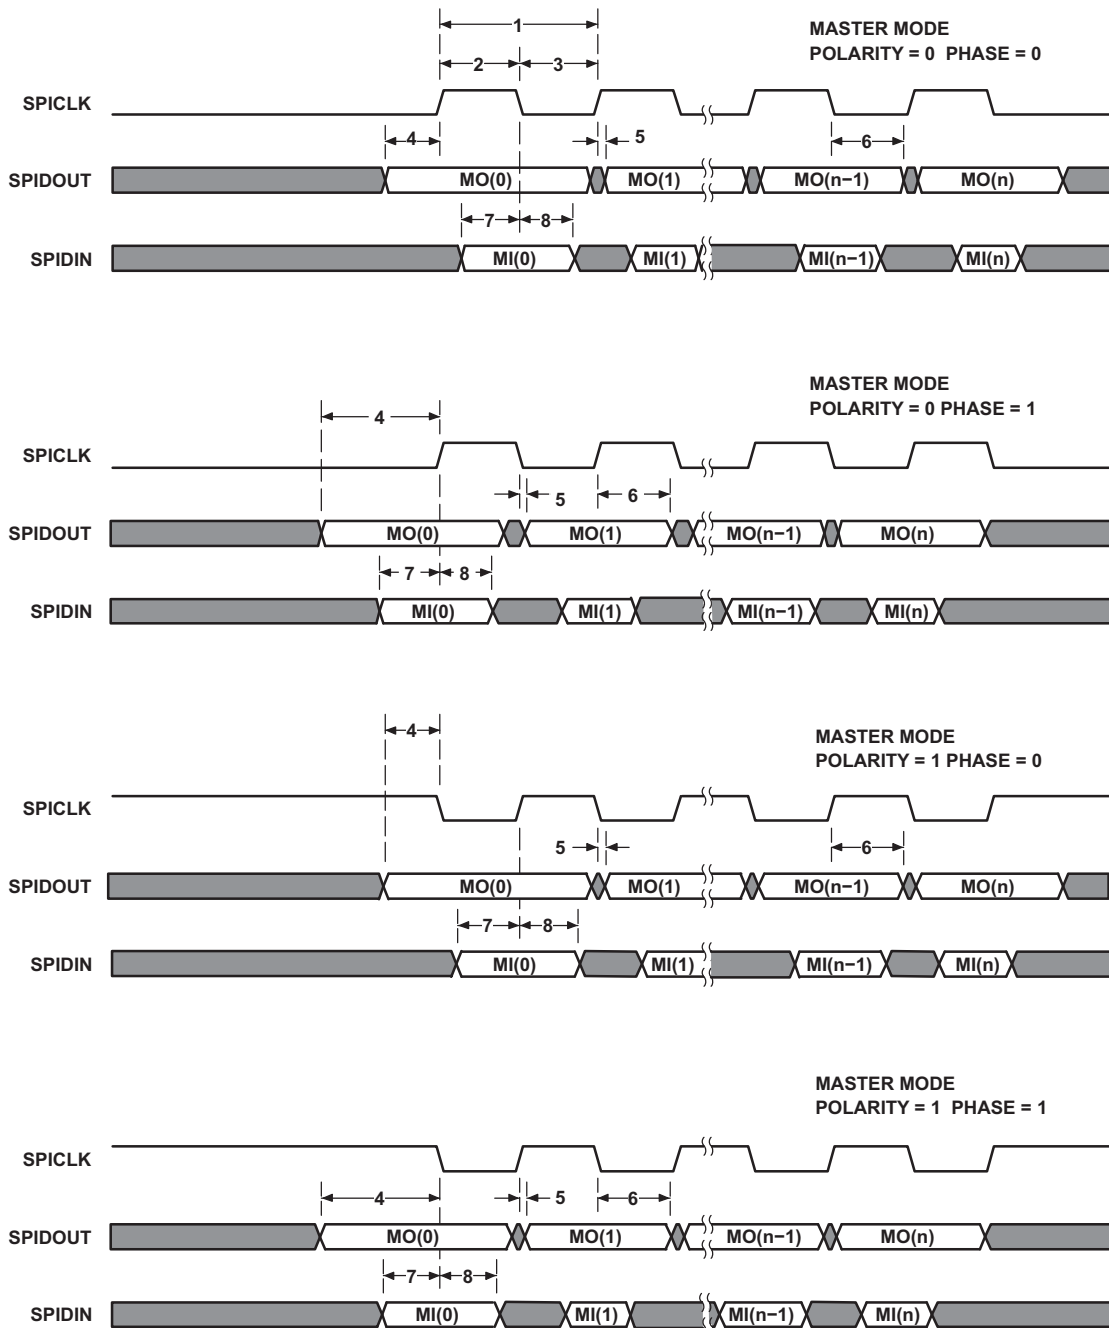 1
MASTER MODE
POLARITY = 0 PHASE = 0
2 3
SPICLK
4 5 6
SPIDOUT MO(0) MO(1) MO(n−1) MO(n)
7 8
SPIDIN MI(0) MI(1) MI(n−1) MI(n)
MASTER MODE
POLARITY = 0 PHASE = 1
4
SPICLK
5 6
SPIDOUT MO(0) MO(1) MO(n−1) MO(n)
7 8
SPIDIN MI(0) MI(1) MI(n−1) MI(n)
4
MASTER MODE
POLARITY = 1 PHASE = 0
SPICLK
5 6
SPIDOUT MO(0) MO(1) MO(n−1) MO(n)
7 8
SPIDIN MI(0) MI(1) MI(n−1) MI(n)
MASTER MODE
POLARITY = 1 PHASE = 1
SPICLK
4 5 6
SPIDOUT MO(0) MO(1) MO(n−1) MO(n)
7 8
SPIDIN MI(0) MI(1) MI(n−1) MI(n)